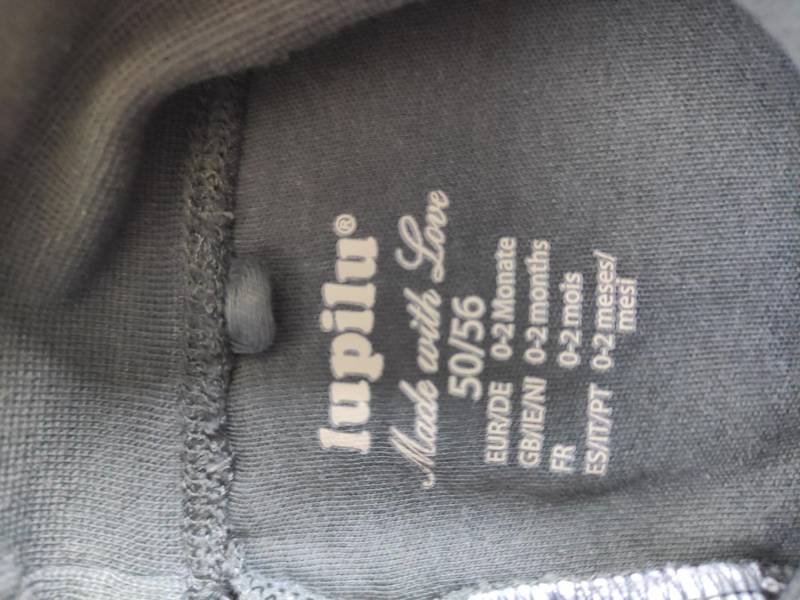 lupilu®
Made with Love
50/56
EUR/DE 0-2 Monate
GB/IE/NI 0-2 months
FR 0-2 mois
ES/IT/PT 0-2 meses/
mesi